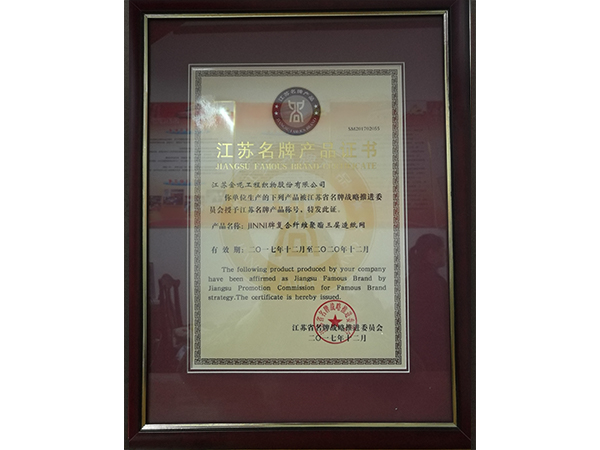 江苏名牌产品
江苏名牌产品证书
JIANGSU FAMOUS BRAND
江苏金呢工程织物股份有限公司
你单位生产的下列产品被江苏省名牌战略推进委
员会授予江苏名牌产品称号，特发此证。
产品名称：JINNI牌复合纤维聚酯三层造纸网
有 效 期：二〇一七年十二月至二〇二〇年十二月
The following product produced by your company
have been affirmed as Jiangsu Famous Brand by
Jiangsu Promotion Commission for Famous Brand
strategy.The certificate is hereby issued.
江苏省名牌战略推进委员会
二〇一七年十二月